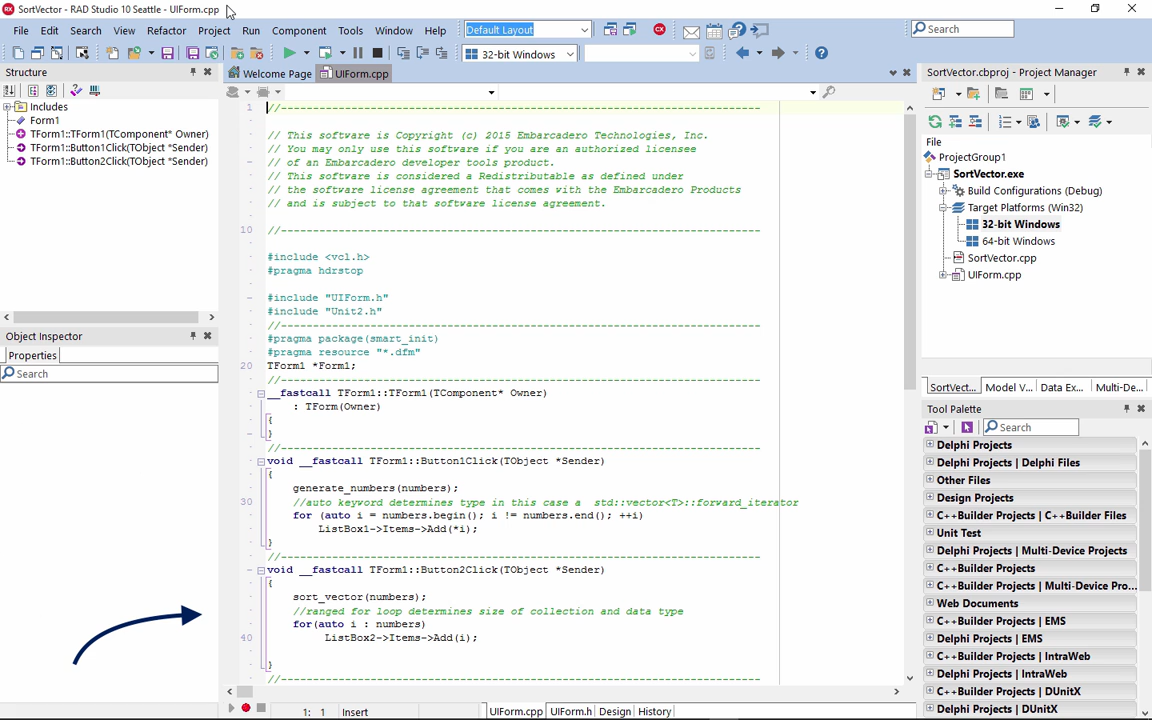 SortVector - RAD Studio 10 Seattle - UIForm.cpp
File Edit Search View Refactor Project Run Component Tools Window Help
Default Layout
Search
32-bit Windows
Structure
Welcome Page
UIForm.cpp
Includes
Form1
TForm1::TForm1(TComponent* Owner)
TForm1::Button1Click(TObject *Sender)
TForm1::Button2Click(TObject *Sender)
Object Inspector
Properties
Search
1 //---------------------------------------------------------------------------
// This software is Copyright (c) 2015 Embarcadero Technologies, Inc.
// You may only use this software if you are an authorized licensee
// of an Embarcadero developer tools product.
// This software is considered a Redistributable as defined under
// the software license agreement that comes with the Embarcadero Products
// and is subject to that software license agreement.
10 //---------------------------------------------------------------------------
#include <vcl.h>
#pragma hdrstop
#include "UIForm.h"
#include "Unit2.h"
//---------------------------------------------------------------------------
#pragma package(smart_init)
#pragma resource "*.dfm"
20 TForm1 *Form1;
//---------------------------------------------------------------------------
__fastcall TForm1::TForm1(TComponent* Owner)
: TForm(Owner)
{
}
//---------------------------------------------------------------------------
void __fastcall TForm1::Button1Click(TObject *Sender)
{
generate_numbers(numbers);
30 //auto keyword determines type in this case a  std::vector<T>::forward_iterator
for (auto i = numbers.begin(); i != numbers.end(); ++i)
ListBox1->Items->Add(*i);
}
//---------------------------------------------------------------------------
void __fastcall TForm1::Button2Click(TObject *Sender)
{
sort_vector(numbers);
//ranged for loop determines size of collection and data type
for(auto i : numbers)
40 ListBox2->Items->Add(i);
}
//---------------------------------------------------------------------------
1: 1 Insert
UIForm.cpp UIForm.h Design History
SortVector.cbproj - Project Manager
File
ProjectGroup1
SortVector.exe
Build Configurations (Debug)
Target Platforms (Win32)
32-bit Windows
64-bit Windows
SortVector.cpp
UIForm.cpp
SortVect... Model V... Data Ex... Multi-De...
Tool Palette
Search
Delphi Projects
Delphi Projects | Delphi Files
Other Files
Design Projects
C++Builder Projects | C++Builder Files
Unit Test
Delphi Projects | Multi-Device Projects
C++Builder Projects
C++Builder Projects | Multi-Device Pro...
Web Documents
C++Builder Projects | EMS
Delphi Projects | EMS
C++Builder Projects | IntraWeb
Delphi Projects | IntraWeb
C++Builder Projects | DUnitX
Delphi Projects | DUnitX